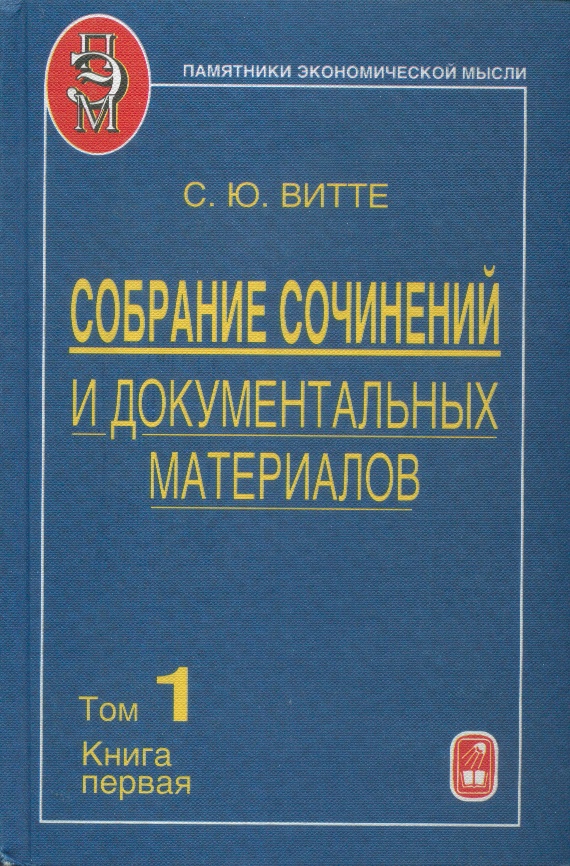 ПЭМ
ПАМЯТНИКИ ЭКОНОМИЧЕСКОЙ МЫСЛИ
С. Ю. ВИТТЕ
СОБРАНИЕ СОЧИНЕНИЙ
И ДОКУМЕНТАЛЬНЫХ
МАТЕРИАЛОВ
Том 1
Книга
первая